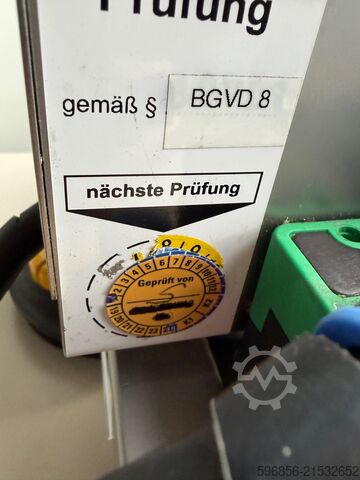 Prüfung
gemäß §
BGVD 8
nächste Prüfung
Geprüft von
596856-21532652